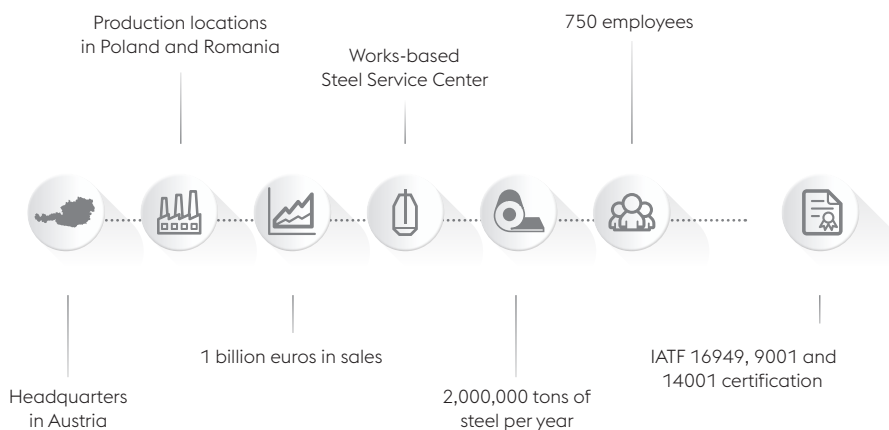 Production locations
in Poland and Romania
Works-based
Steel Service Center
750 employees
Headquarters
in Austria
1 billion euros in sales
2,000,000 tons of
steel per year
IATF 16949, 9001 and
14001 certification